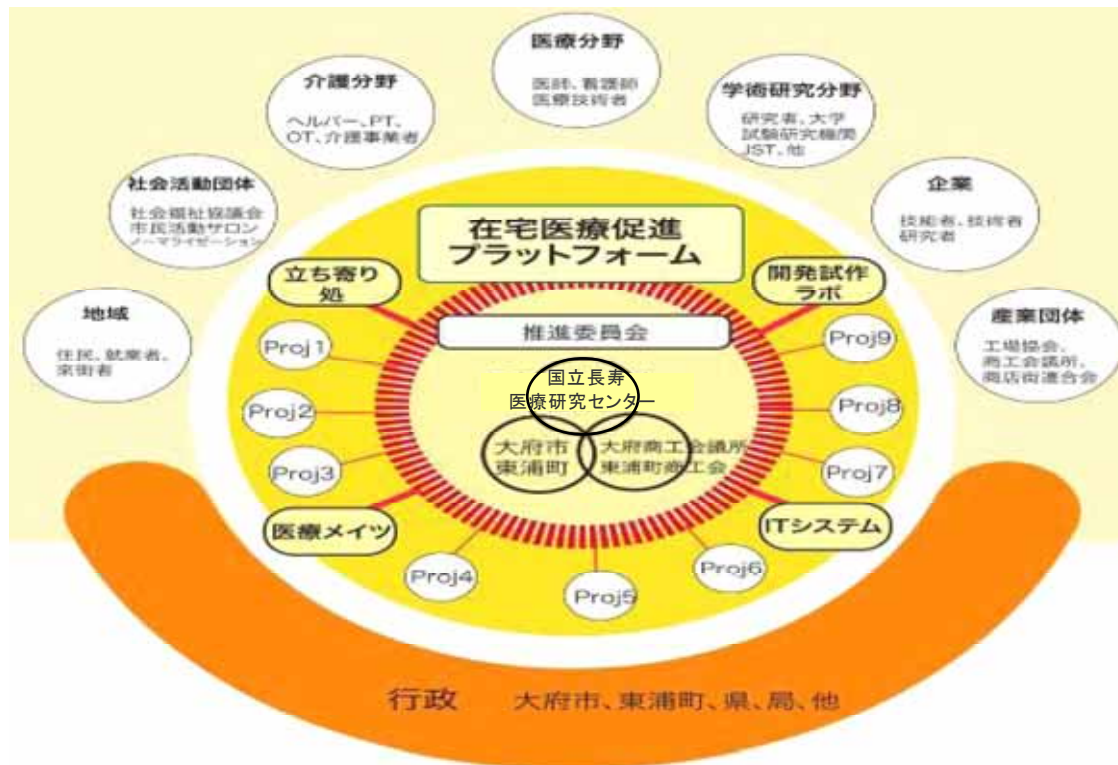 医療分野
医師、看護師
医療技術者
介護分野
ヘルパー、PT、
OT、介護事業者
学術研究分野
研究者、大学
試験研究機関
JST、他
社会活動団体
社会福祉協議会
市民活動サロン
ノーマライゼーション
企業
技能者、技術者
研究者
地域
住民、就業者、
来街者
産業団体
工場協会、
商工会議所、
商店街連合会
在宅医療促進
プラットフォーム
立ち寄り
処
開発試作
ラボ
推進委員会
Proj1
Proj9
国立長寿
医療研究センター
Proj2
Proj8
大府市
東浦町
大府商工会議所
東浦町商工会
Proj3
Proj7
医療メイツ
ITシステム
Proj4
Proj5
Proj6
行政 大府市、東浦町、県、局、他